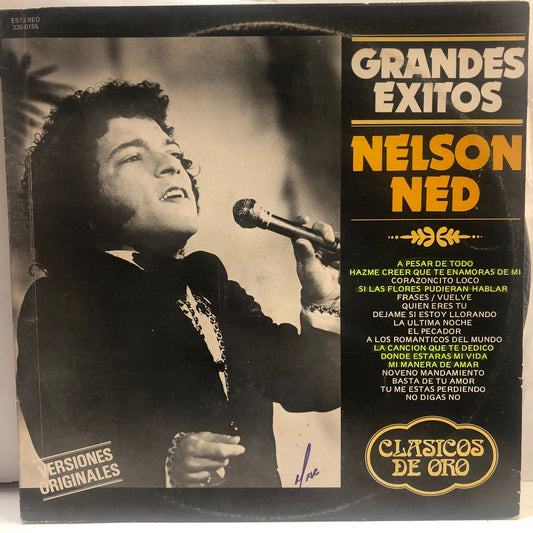 ESTEREO
335-0155
GRANDES
EXITOS
NELSON
NED
A PESAR DE TODO
HAZME CREER QUE TE ENAMORAS DE MI
CORAZONCITO LOCO
SI LAS FLORES PUDIERAN HABLAR
FRASES / VUELVE
QUIEN ERES TU
DEJAME SI ESTOY LLORANDO
LA ULTIMA NOCHE
EL PECADOR
A LOS ROMANTICOS DEL MUNDO
LA CANCION QUE TE DEDICO
DONDE ESTARAS MI VIDA
MI MANERA DE AMAR
NOVENO MANDAMIENTO
BASTA DE TU AMOR
TU ME ESTAS PERDIENDO
NO DIGAS NO
CLASICOS
DE ORO
VERSIONES
ORIGINALES